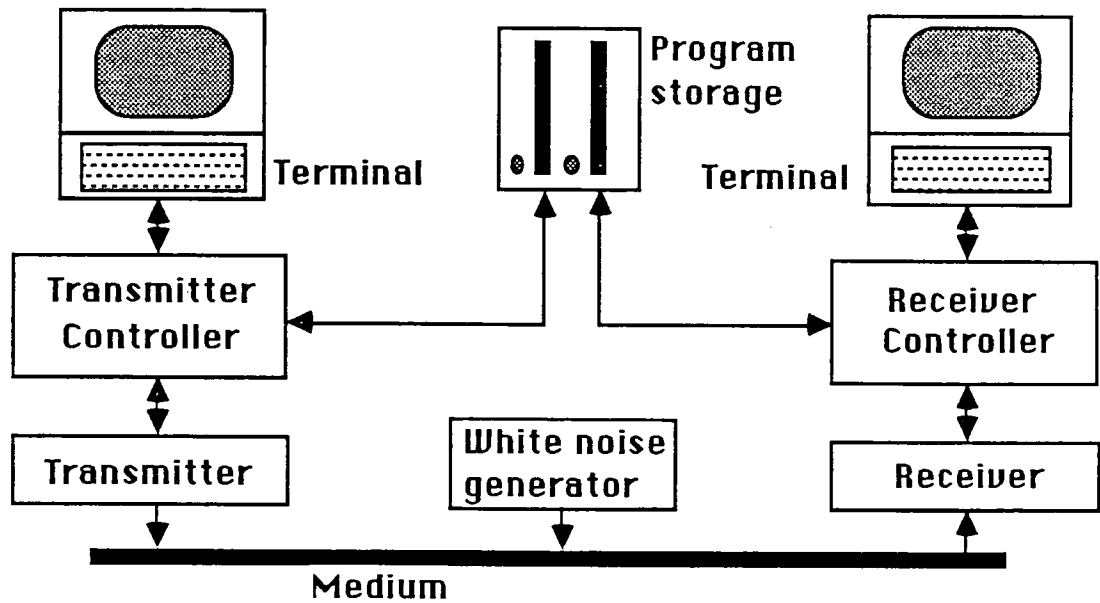 Program
storage
Terminal
Terminal
Transmitter
Controller
Receiver
Controller
Transmitter
White noise
generator
Receiver
Medium